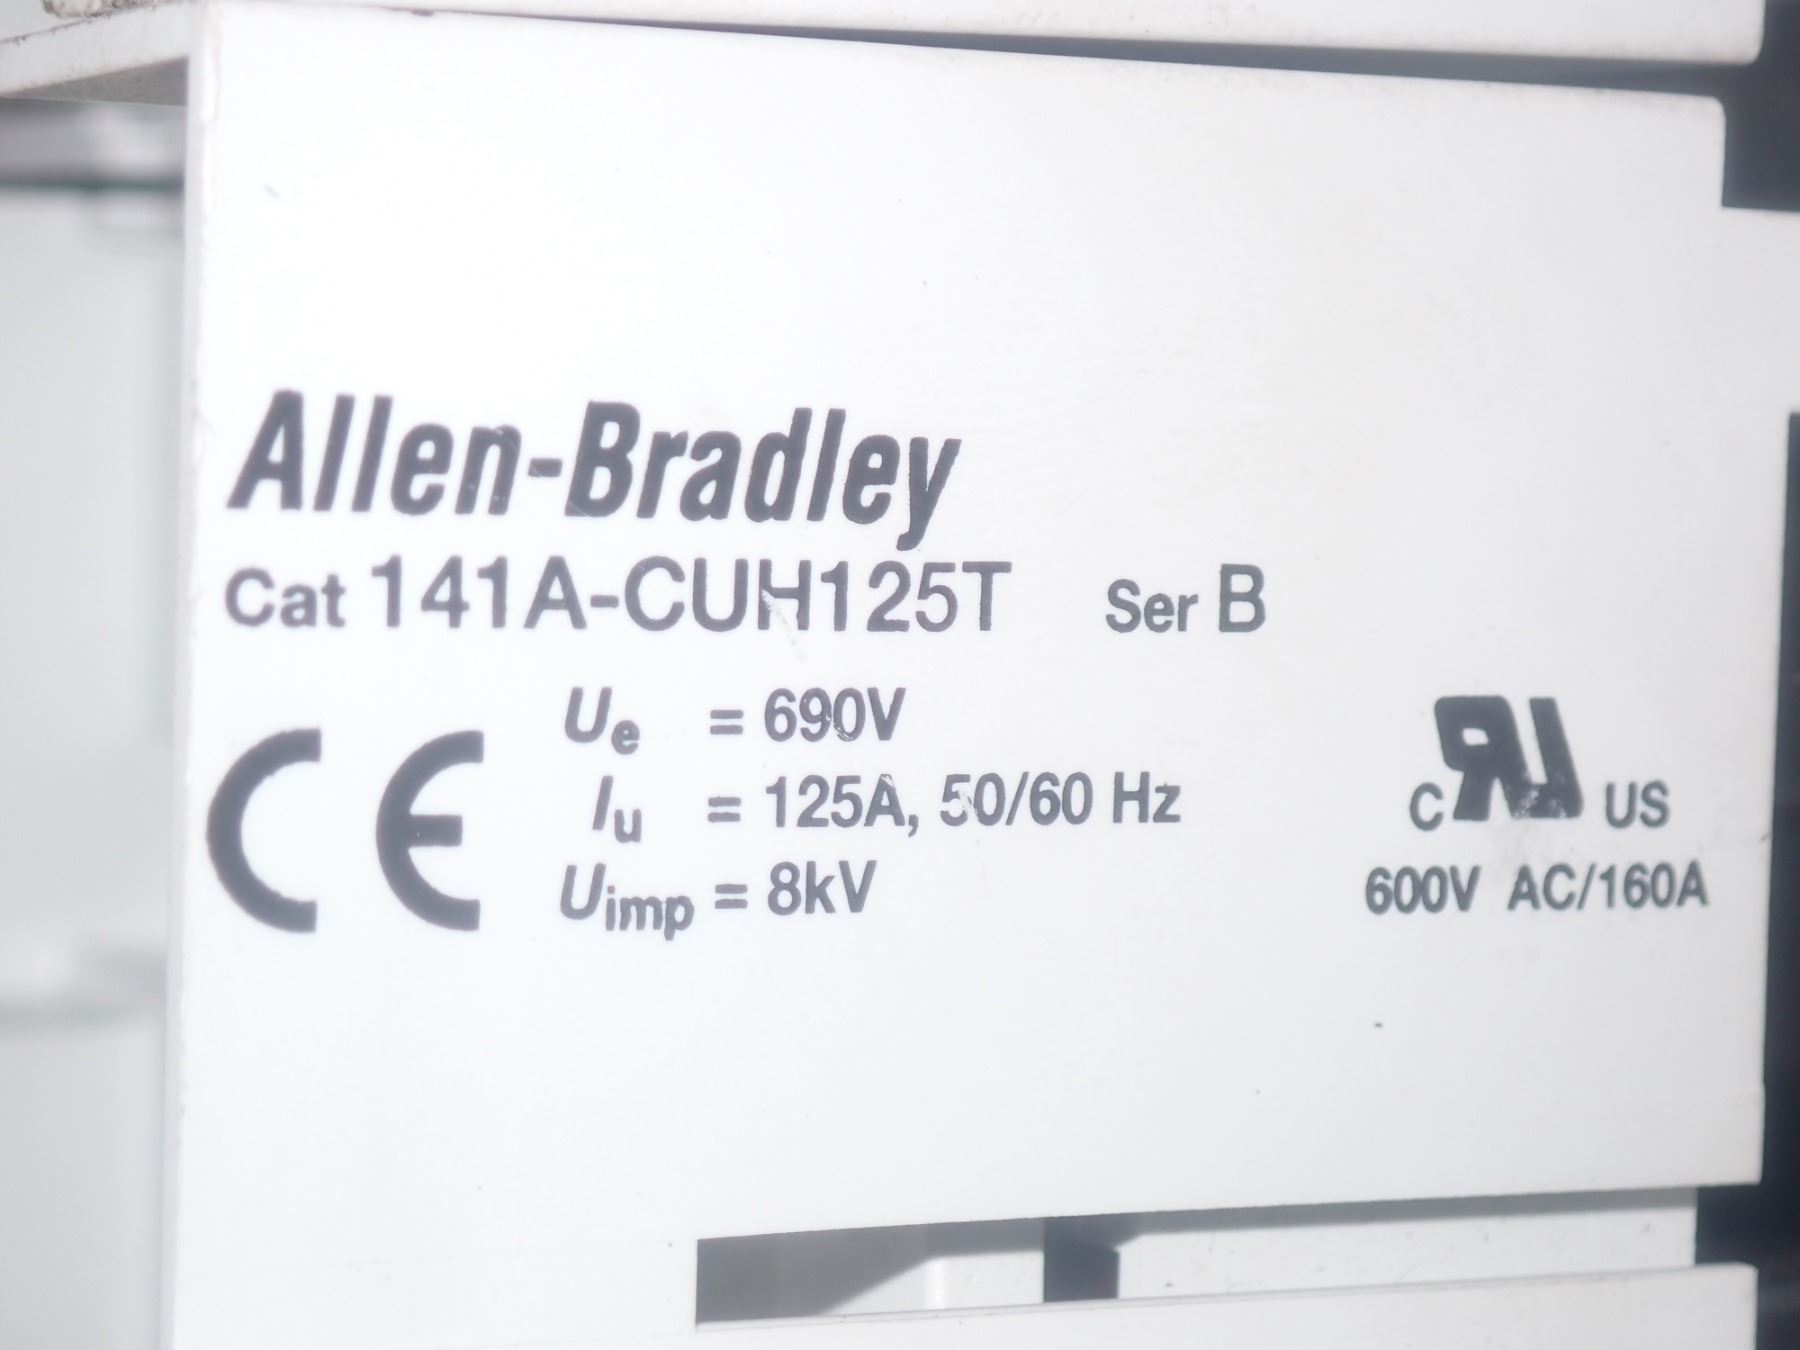 Allen-Bradley
Cat 141A-CUH125T Ser B
CE
Ue = 690V
Iu = 125A, 50/60 Hz
Uimp = 8kV
C RU US
600V AC/160A